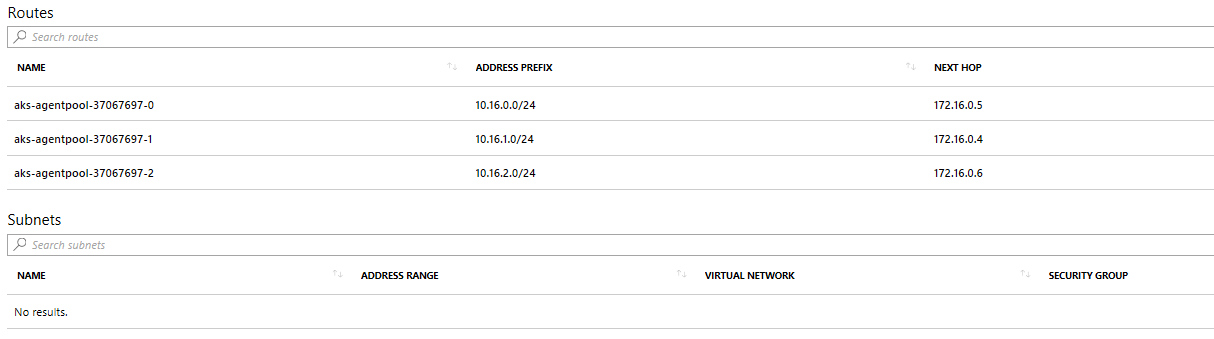 Routes
Search routes
NAME ADDRESS PREFIX NEXT HOP
aks-agentpool-37067697-0 10.16.0.0/24 172.16.0.5
aks-agentpool-37067697-1 10.16.1.0/24 172.16.0.4
aks-agentpool-37067697-2 10.16.2.0/24 172.16.0.6
Subnets
Search subnets
NAME ADDRESS RANGE VIRTUAL NETWORK SECURITY GROUP
No results.